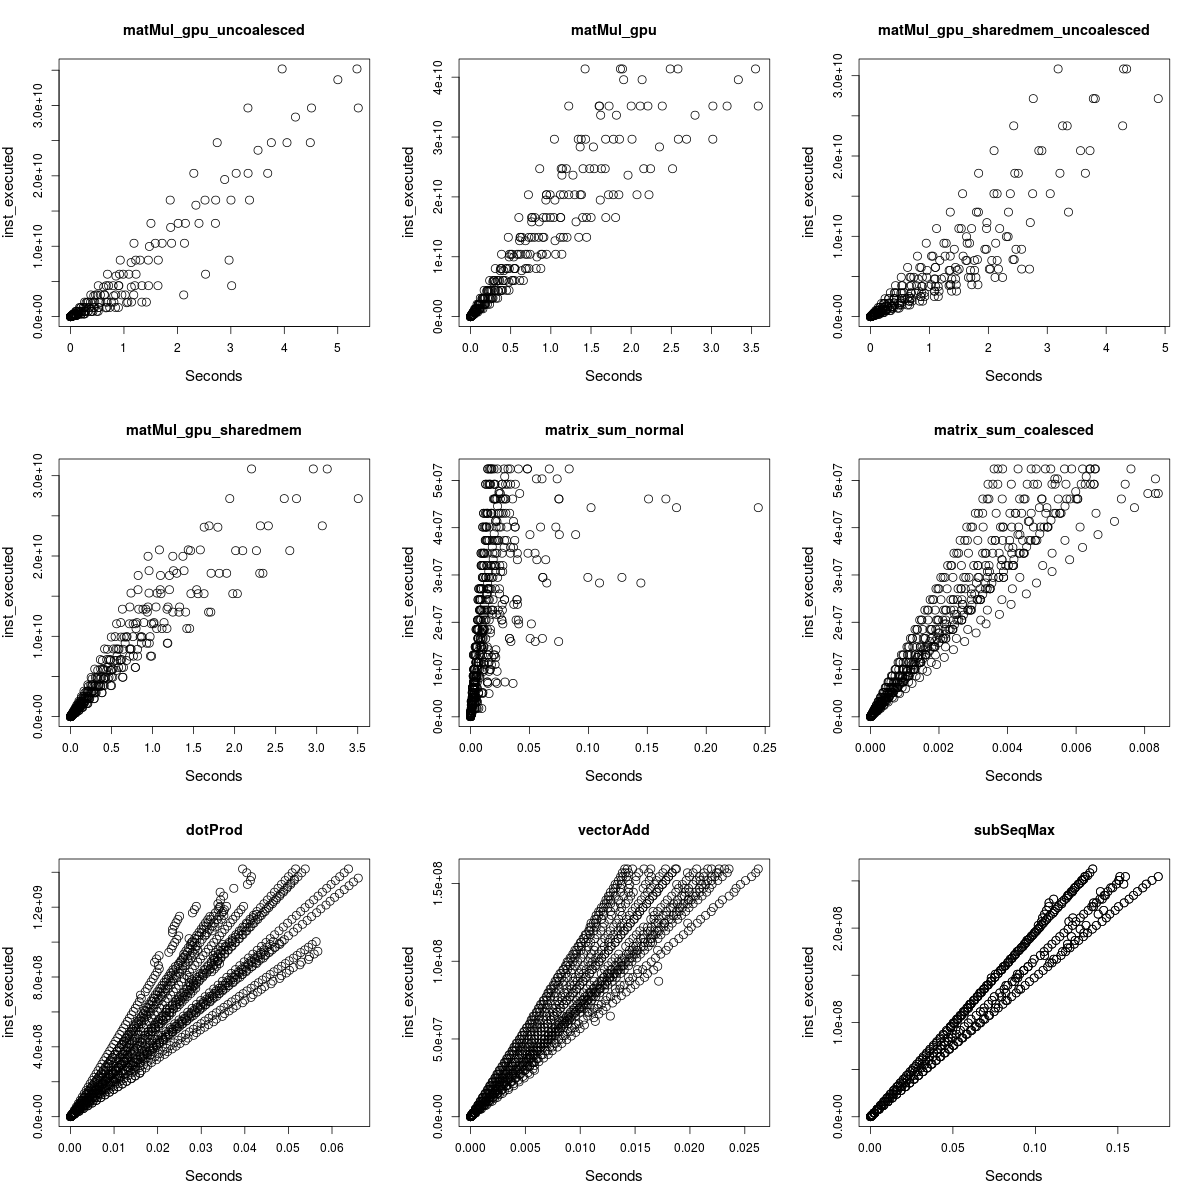 matMul_gpu_uncoalesced
inst_executed
0.0e+00 1.0e+10 2.0e+10 3.0e+10
0 1 2 3 4 5
Seconds
matMul_gpu
inst_executed
0e+00 1e+10 2e+10 3e+10 4e+10
0.0 0.5 1.0 1.5 2.0 2.5 3.0 3.5
Seconds
matMul_gpu_sharedmem_uncoalesced
inst_executed
0.0e+00 1.0e+10 2.0e+10 3.0e+10
0 1 2 3 4 5
Seconds
matMul_gpu_sharedmem
inst_executed
0.0e+00 1.0e+10 2.0e+10 3.0e+10
0.0 0.5 1.0 1.5 2.0 2.5 3.0 3.5
Seconds
matrix_sum_normal
inst_executed
0e+00 1e+07 2e+07 3e+07 4e+07 5e+07
0.00 0.05 0.10 0.15 0.20 0.25
Seconds
matrix_sum_coalesced
inst_executed
0e+00 1e+07 2e+07 3e+07 4e+07 5e+07
0.000 0.002 0.004 0.006 0.008
Seconds
dotProd
inst_executed
0.0e+00 4.0e+08 8.0e+08 1.2e+09
0.00 0.01 0.02 0.03 0.04 0.05 0.06
Seconds
vectorAdd
inst_executed
0.0e+00 5.0e+07 1.0e+08 1.5e+08
0.000 0.005 0.010 0.015 0.020 0.025
Seconds
subSeqMax
inst_executed
0.0e+00 1.0e+08 2.0e+08
0.00 0.05 0.10 0.15
Seconds